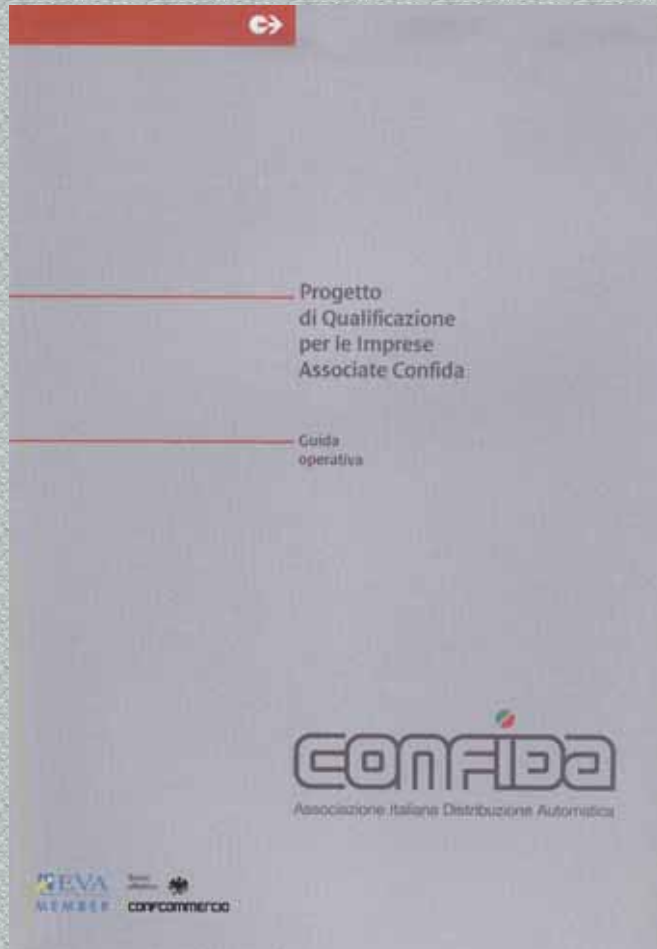 Progetto
di Qualificazione
per le Imprese
Associate Confida
Guida
operativa
CONFIDA
Associazione Italiana Distribuzione Automatica
EVA
MEMBER
CONFCOMMERCIO